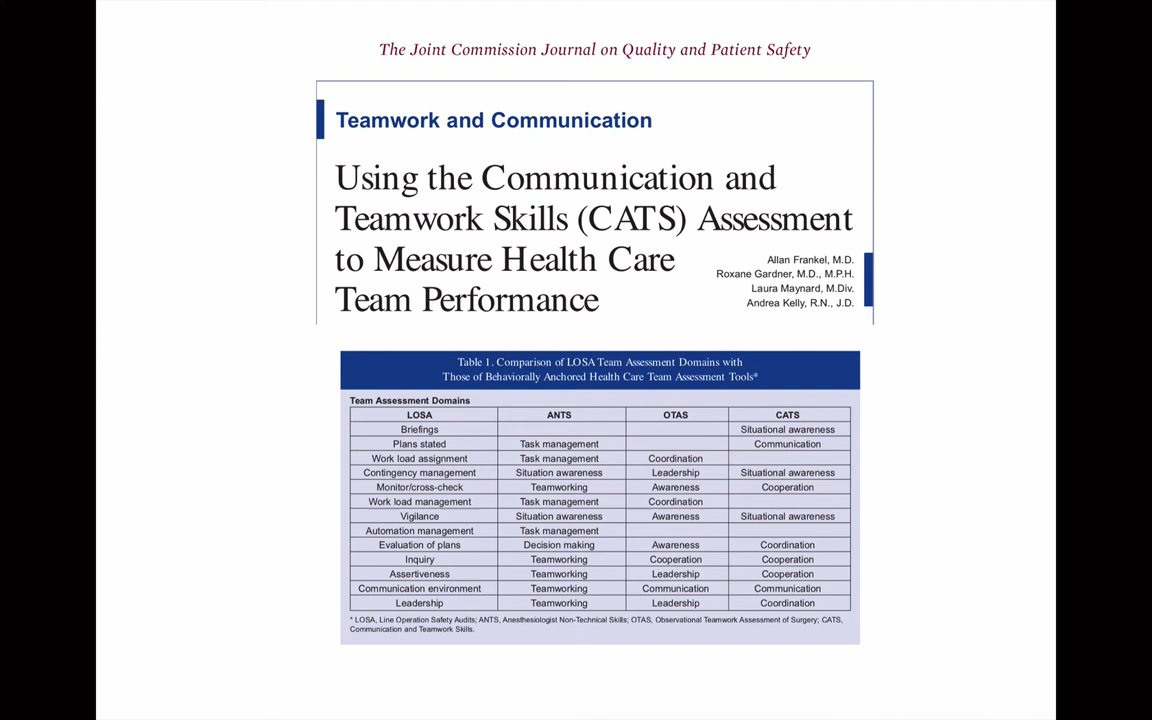 The Joint Commission Journal on Quality and Patient Safety
Teamwork and Communication
Using the Communication and
Teamwork Skills (CATS) Assessment
to Measure Health Care
Team Performance
Allan Frankel, M.D.
Roxane Gardner, M.D., M.P.H.
Laura Maynard, M.Div.
Andrea Kelly, R.N., J.D.
Table 1. Comparison of LOSA Team Assessment Domains with
Those of Behaviorally Anchored Health Care Team Assessment Tools*
Team Assessment Domains
LOSA ANTS OTAS CATS
Briefings Situational awareness
Plans stated Task management Communication
Work load assignment Task management Coordination
Contingency management Situation awareness Leadership Situational awareness
Monitor/cross-check Teamworking Awareness Cooperation
Work load management Task management Coordination
Vigilance Situation awareness Awareness Situational awareness
Automation management Task management
Evaluation of plans Decision making Awareness Coordination
Inquiry Teamworking Cooperation Cooperation
Assertiveness Teamworking Leadership Cooperation
Communication environment Teamworking Communication Communication
Leadership Teamworking Leadership Coordination
* LOSA, Line Operation Safety Audits; ANTS, Anesthesiologist Non-Technical Skills; OTAS, Observational Teamwork Assessment of Surgery; CATS,
Communication and Teamwork Skills.